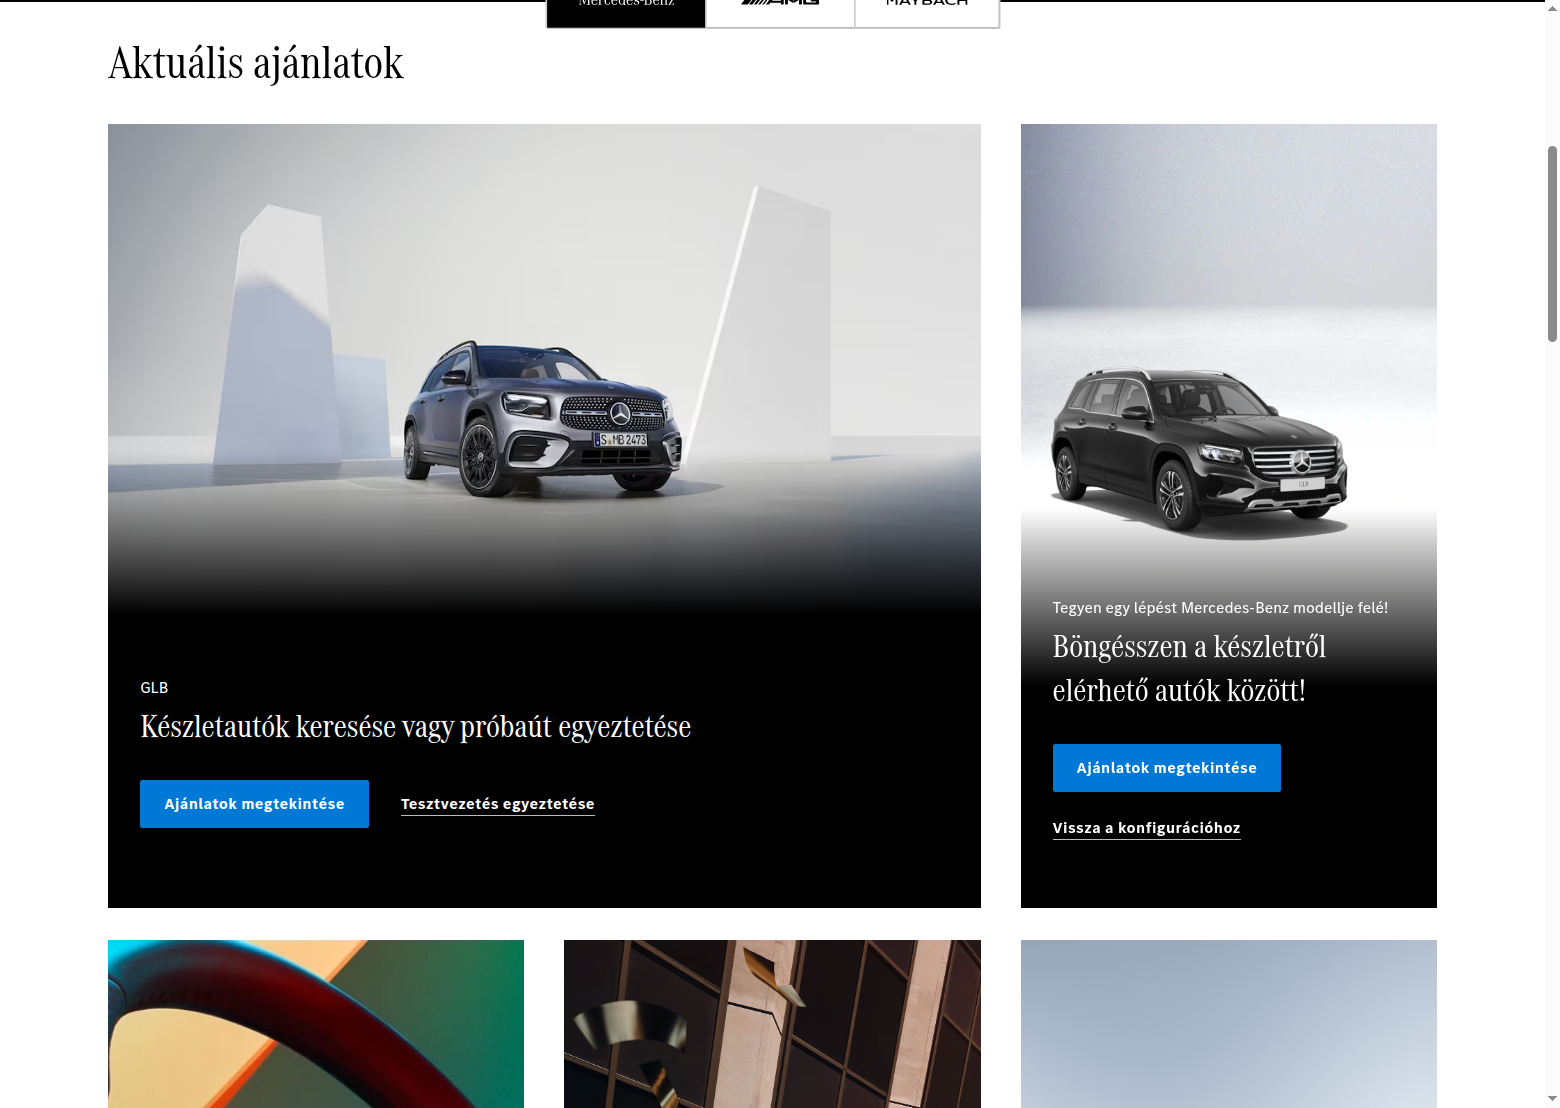 Mercedes-Benz
AMG
MAYBACH
Aktuális ajánlatok
S MB 2473
GLB
GLB
Készletautók keresése vagy próbaút egyeztetése
Ajánlatok megtekintése
Tesztvezetés egyeztetése
Tegyen egy lépést Mercedes-Benz modellje felé!
Böngésszen a készletről
elérhető autók között!
Ajánlatok megtekintése
Vissza a konfigurációhoz